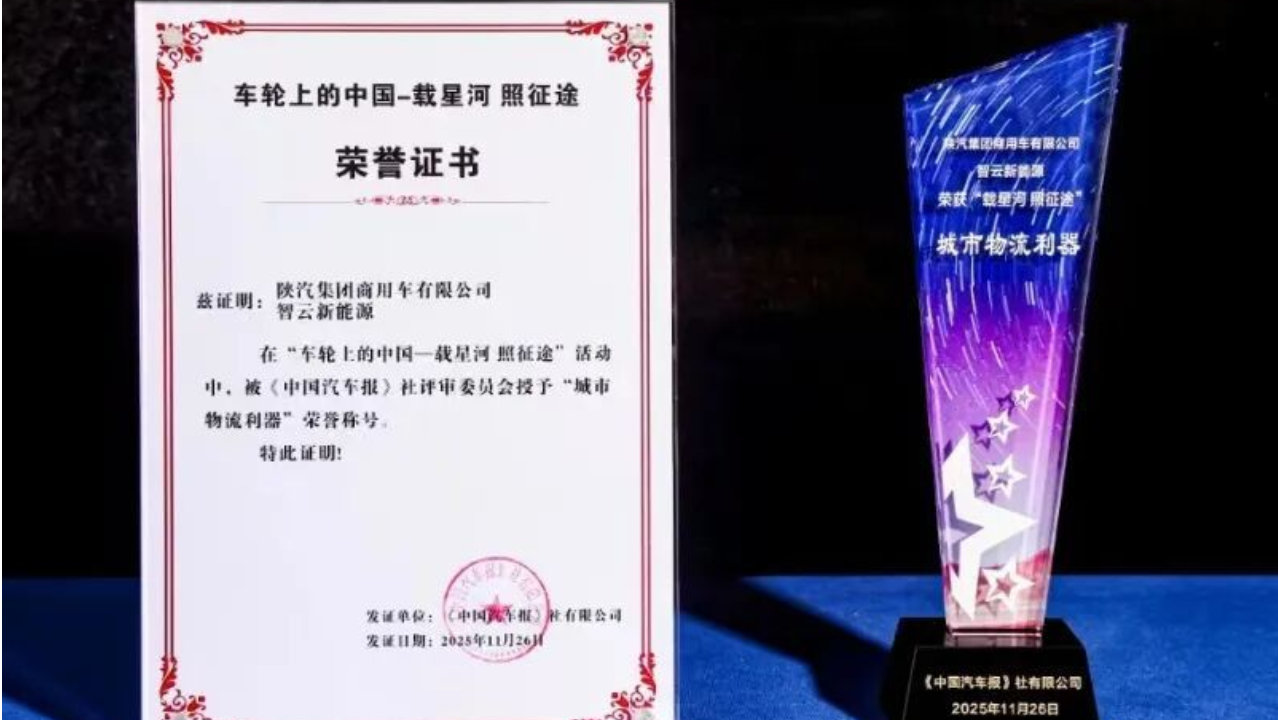 车轮上的中国-载星河 照征途
荣誉证书
兹证明:
陕汽集团商用车有限公司
智云新能源
在“车轮上的中国—载星河 照征途”活动
中，被《中国汽车报》社评审委员会授予“城市
物流利器”荣誉称号。
特此证明!
发证单位:《中国汽车报》社有限公司
发证日期: 2025年11月26日
陕汽集团商用车有限公司
智云新能源
荣获“载星河 照征途”
城市物流利器
《中国汽车报》社有限公司
2025年11月26日